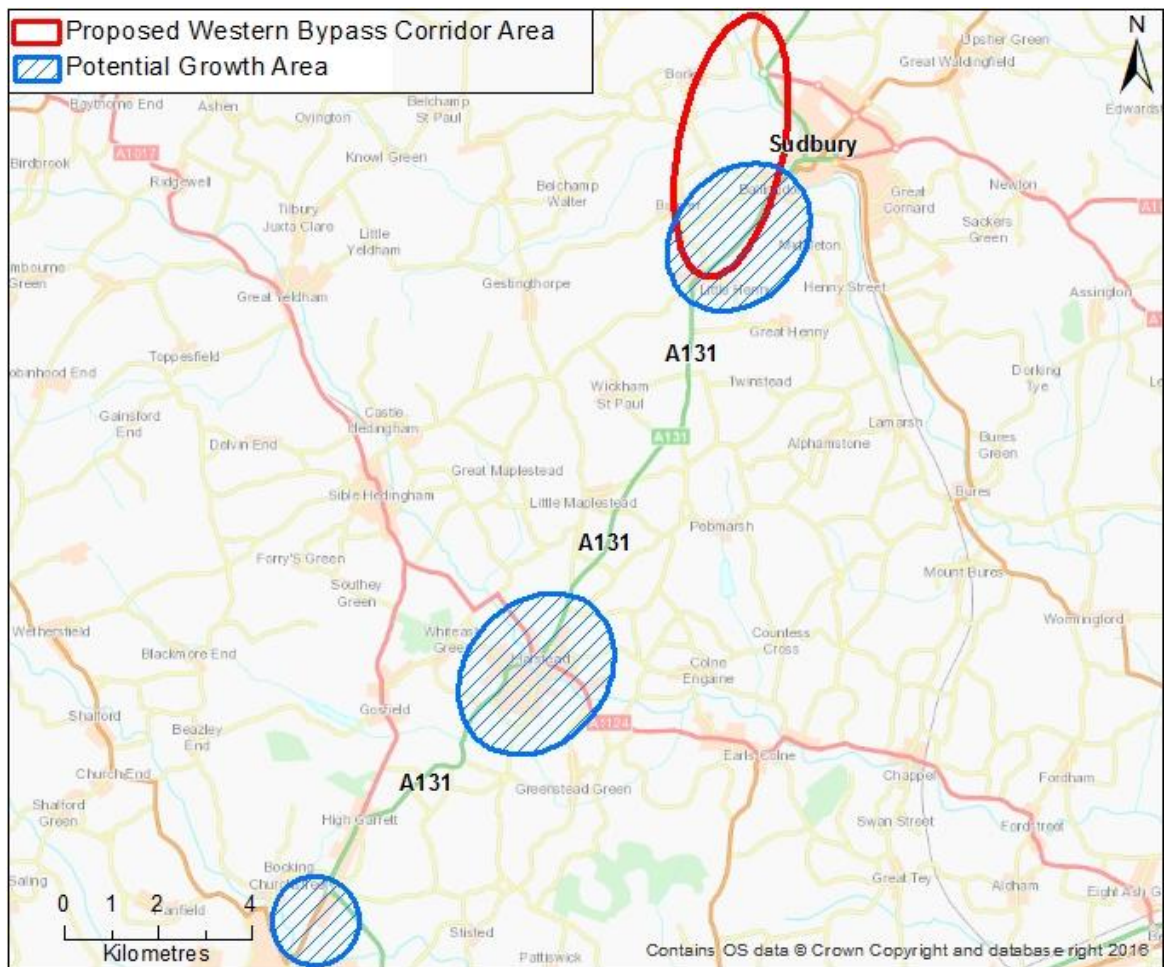 Proposed Western Bypass Corridor Area
Potential Growth Area
N
Upsher Green
Great Waldingfield
Belchamp
St Paul
Ashen
Ovington
Edwardst
Birdbrook
A1017
Knowl Green
Sudbury
Ridgewell
Belchamp
Walter
Great
Cornard
Newton
Tilbury
Juxta Clare
Little
Yeldham
Sackers
Green
Middleton
Green
Great Yeldham
Gestingthorpe
Little Henny
Henny Street
Assington
Great Henny
Toppesfield
A131
Dorking
Tye
Wickham
St Paul
Twinstead
Gainsford
End
Castle
Hedingham
Lamarsh
A131
Alphamstone
Bures
Green
Delvin End
Great Maplestead
Sible Hedingham
Little Maplestead
Bures
Pebmarsh
A131
Forry'S Green
Southey
Green
Mount Bures
Wethersfield
Wormingford
Countess
Cross
Blackmore End
Halstead
Colne
Engaine
Gosfield
Shalford
A1124
Beazley
End
Earls Colne
Church End
A131
Chappel
Fordham
Greenstead Green
Shalford
Green
High Garrett
Swan Street
Fordstreet
Bocking
Churchstreet
Great Tey
Aldham
Saling
Eight Ash G
0 1 2 4
Kilometres
Stisted
Pattiswick
Contains OS data © Crown Copyright and database right 2016